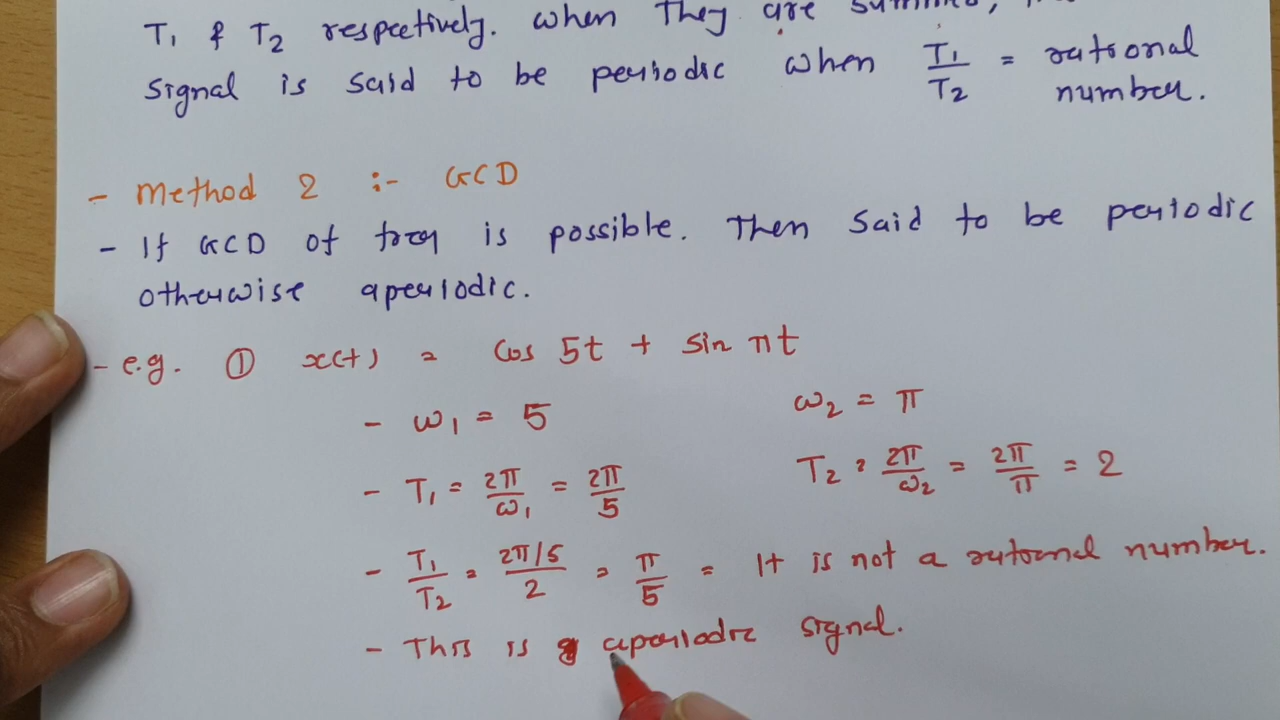 T₁ & T₂ respectively. when they are
signal is said to be periodic when T₁/T₂ = rational number.
- Method 2 :- GCD
- If GCD of freq is possible. Then said to be periodic
otherwise aperiodic.
- e.g. ① x(t) = cos 5t + sin πt
- ω₁ = 5 ω₂ = π
- T₁ = 2π/ω₁ = 2π/5 T₂ = 2π/ω₂ = 2π/π = 2
- T₁/T₂ = 2π/5/2 = π/5 = It is not a rational number.
- This is aperiodic signal.